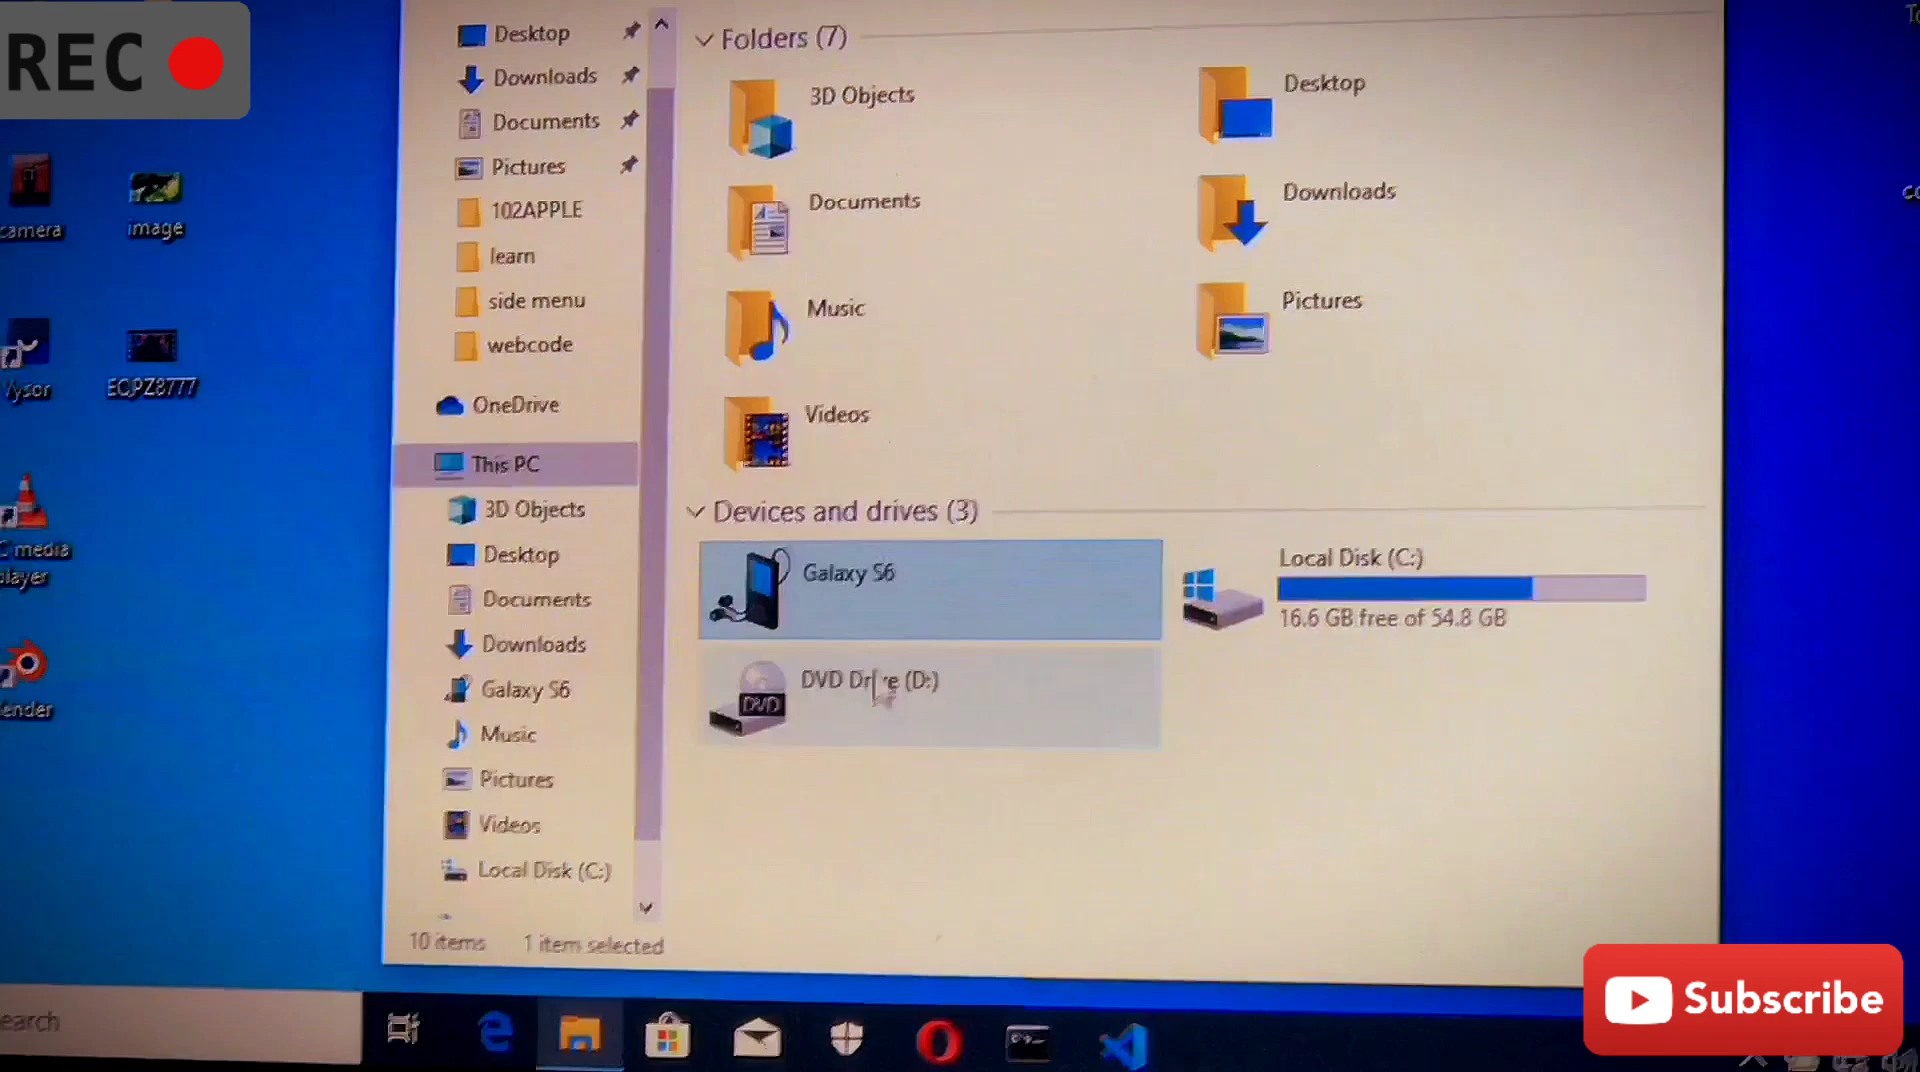 REC
Desktop
Downloads
Documents
Pictures
102APPLE
learn
side menu
webcode
OneDrive
This PC
3D Objects
Desktop
Documents
Downloads
Galaxy S6
Music
Pictures
Videos
Local Disk (C:)
10 items 1 item selected
Folders (7)
3D Objects
Desktop
Documents
Downloads
Music
Pictures
Videos
Devices and drives (3)
Galaxy S6
Local Disk (C:)
16.6 GB free of 54.8 GB
DVD Drive (D:)
DVD
camera
image
Vysor
ECPZ8777
C media
player
ender
earch
Subscribe